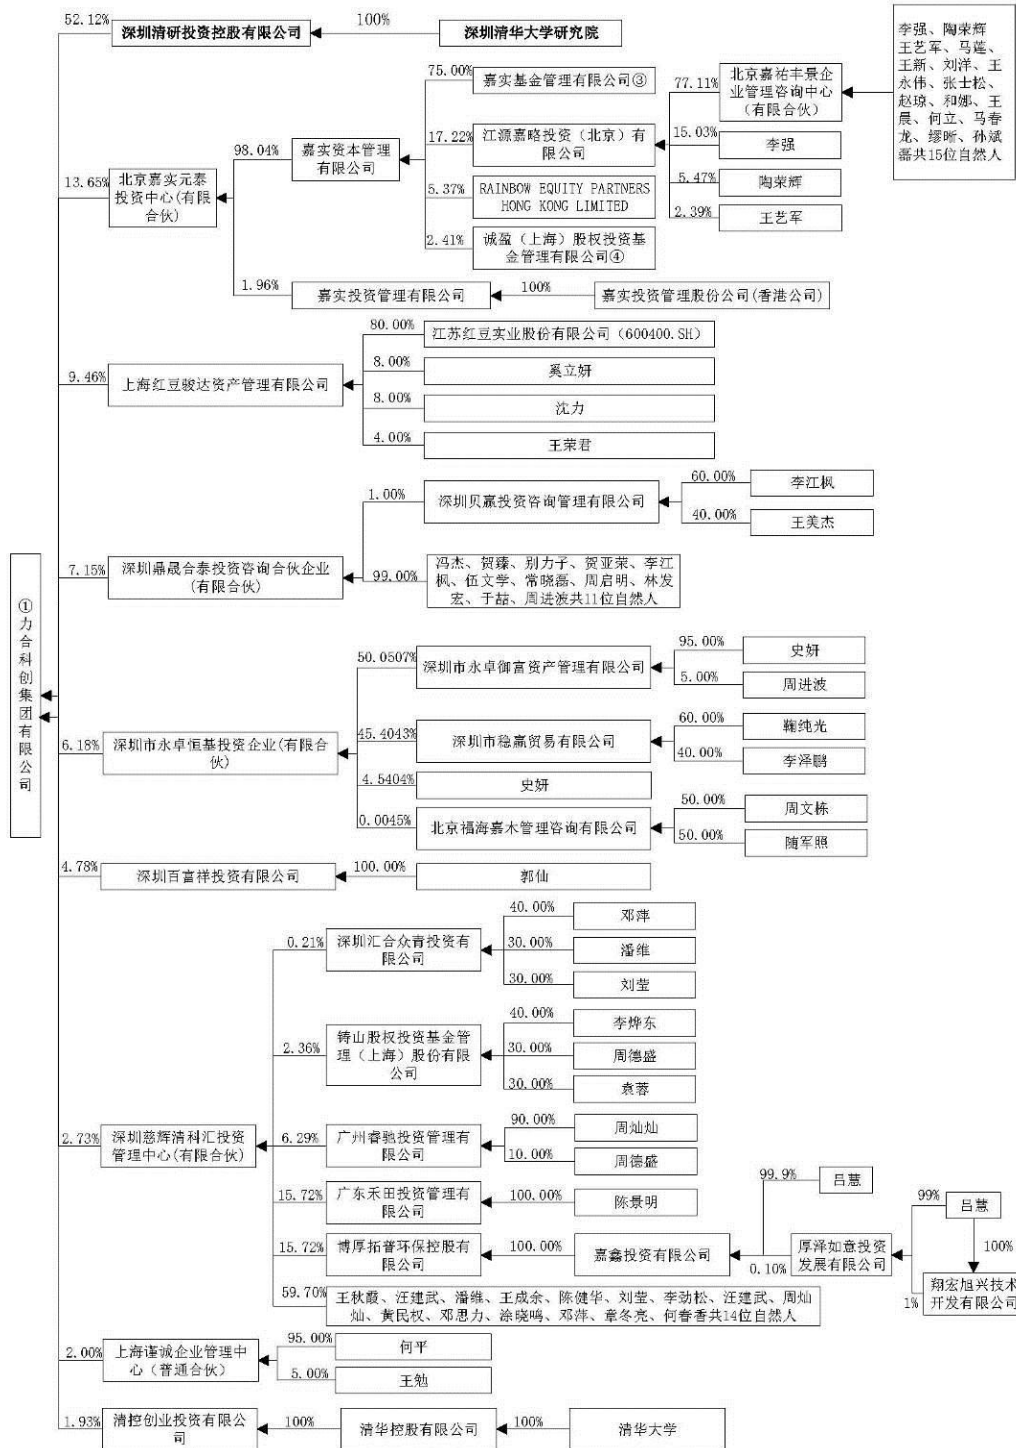 52.12%
深圳清研投资控股有限公司
100%
深圳清华大学研究院
13.65%
北京嘉实元泰
投资中心(有限
合伙)
98.04%
嘉实资本管理
有限公司
75.00%
嘉实基金管理有限公司③
17.22%
江源嘉略投资（北京）有
限公司
77.11%
北京嘉祐丰景企
业管理咨询中心
（有限合伙）
李强、陶荣辉
王艺军、马莲、
王新、刘洋、王
永伟、张士松、
赵琼、和娜、王
晨、何立、马春
龙、缪晰、孙斌
磊共15位自然人
15.03%
李强
5.47%
陶荣辉
2.39%
王艺军
5.37%
RAINBOW EQUITY PARTNERS
HONG KONG LIMITED
2.41%
诚盈（上海）股权投资基
金管理有限公司④
1.96%
嘉实投资管理有限公司
100%
嘉实投资管理股份公司(香港公司)
9.46%
上海红豆骏达资产管理有限公司
80.00%
江苏红豆实业股份有限公司（600400.SH）
8.00%
奚立妍
8.00%
沈力
4.00%
王荣君
7.15%
深圳鼎晟合泰投资咨询合伙企业
(有限合伙)
1.00%
深圳贝赢投资咨询管理有限公司
60.00%
李江枫
40.00%
王美杰
99.00%
冯杰、贺臻、别力子、贺亚荣、李江
枫、伍文学、常晓磊、周启明、林发
宏、于喆、周进波共11位自然人
①力合科创集团有限公司
6.18%
深圳市永卓恒基投资企业(有限合
伙)
50.0507%
深圳市永卓御富资产管理有限公司
95.00%
史妍
5.00%
周进波
45.4043%
深圳市稳赢贸易有限公司
60.00%
鞠纯光
40.00%
李泽鹏
4.5404%
史妍
0.0045%
北京福海嘉木管理咨询有限公司
50.00%
周文栋
50.00%
随军照
4.78%
深圳百富祥投资有限公司
100.00%
郭仙
2.73%
深圳慈辉清科汇投资
管理中心(有限合伙)
0.21%
深圳汇合众青投资有
限公司
40.00%
邓萍
30.00%
潘维
30.00%
刘莹
2.36%
铸山股权投资基金管
理（上海）股份有限
公司
40.00%
李烨东
30.00%
周德盛
30.00%
袁蓉
6.29%
广州睿驰投资管理有
限公司
90.00%
周灿灿
10.00%
周德盛
15.72%
广东禾田投资管理有
限公司
100.00%
陈景明
15.72%
博厚拓普环保控股有
限公司
100.00%
嘉鑫投资有限公司
99.9%
吕慧
0.10%
厚泽如意投资
发展有限公司
99%
吕慧
100%
1%
翔宏旭兴技术
开发有限公司
59.70%
王秋霞、汪建武、潘维、王成余、陈健华、刘莹、李劲松、汪建武、周灿
灿、黄民权、邓思力、涂晓鸣、邓萍、章冬亮、何春香共14位自然人
2.00%
上海谨诚企业管理中
心（普通合伙）
95.00%
何平
5.00%
王勉
1.93%
清控创业投资有限公
司
100%
清华控股有限公司
100%
清华大学